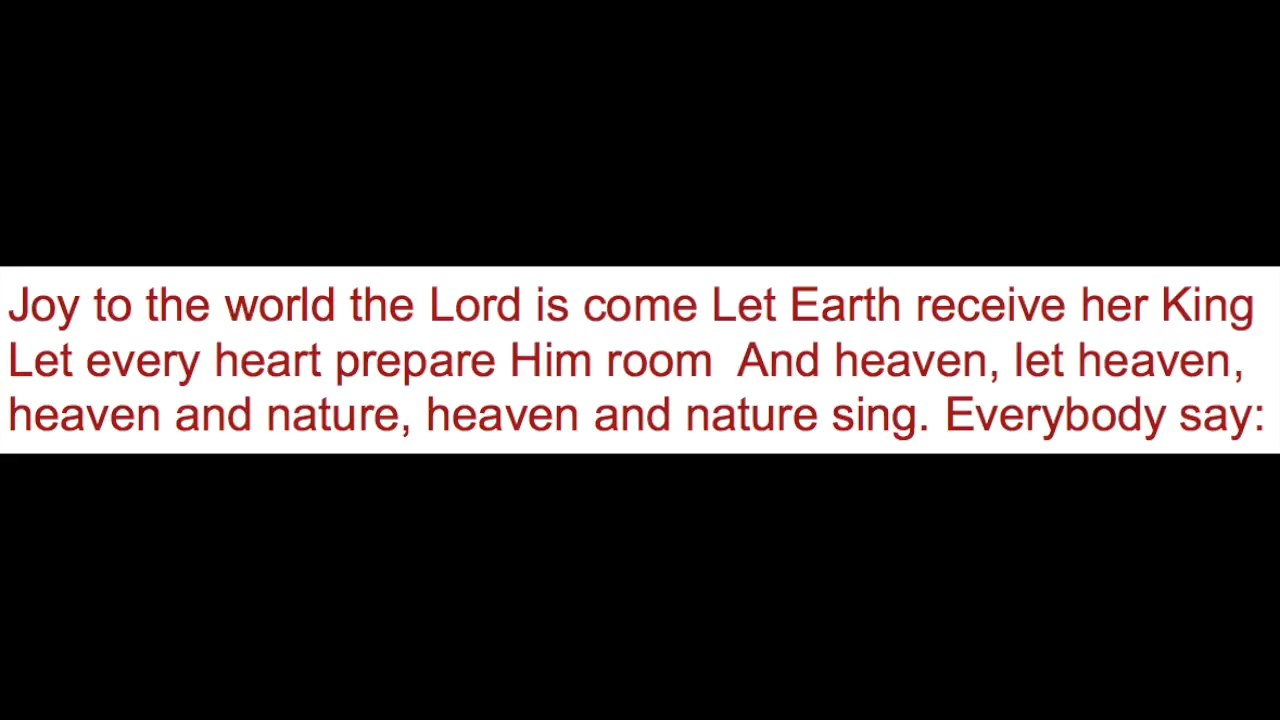 Joy to the world the Lord is come Let Earth receive her King
Let every heart prepare Him room  And heaven, let heaven,
heaven and nature, heaven and nature sing. Everybody say: